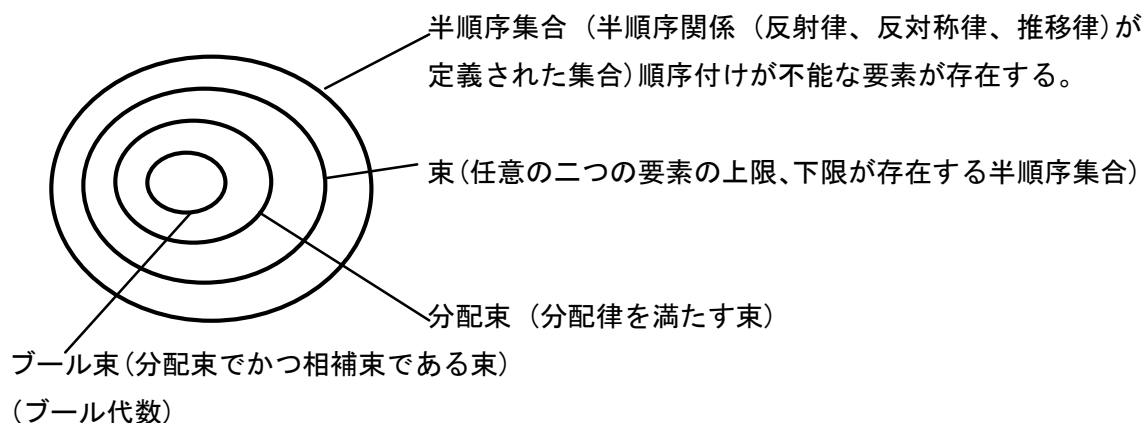 半順序集合（半順序関係（反射律、反対称律、推移律)が
定義された集合)順序付けが不能な要素が存在する。
束(任意の二つの要素の上限、下限が存在する半順序集合)
分配束（分配律を満たす束）
ブール束(分配束でかつ相補束である束)
(ブール代数)